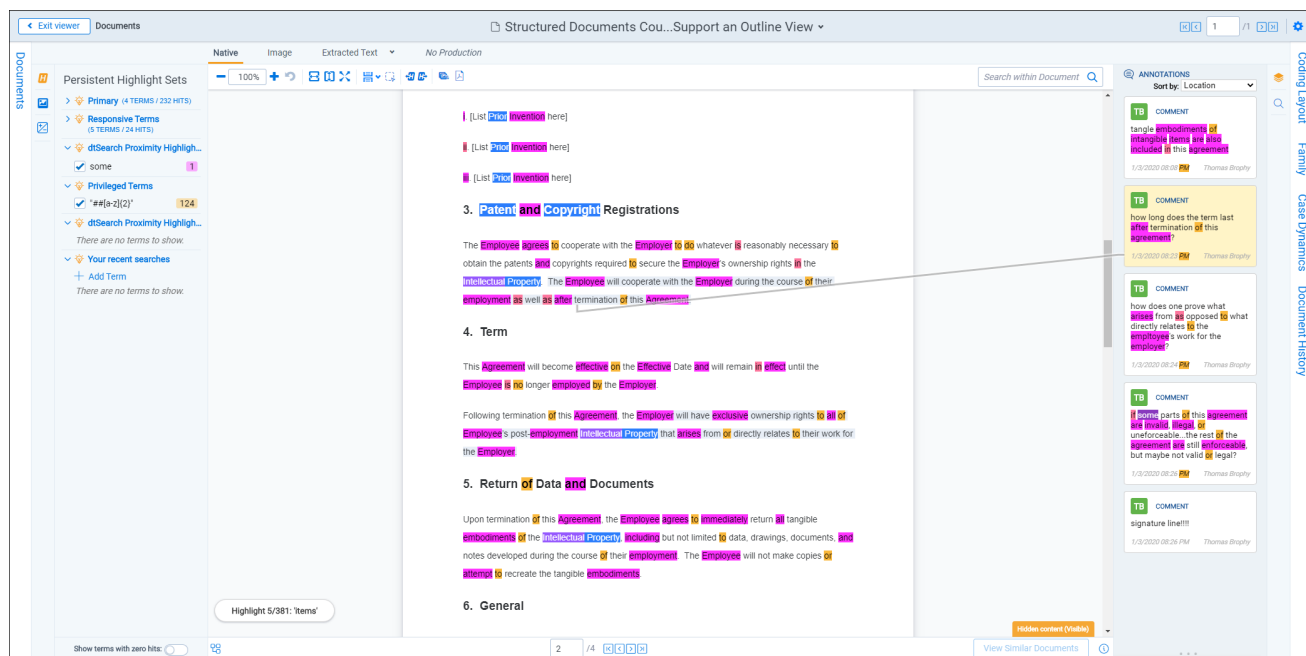 Exit viewer
Documents
Structured Documents Cou...Support an Outline View
1 /1
Documents
Native Image Extracted Text No Production
Persistent Highlight Sets
Primary (4 TERMS / 232 HITS)
Responsive Terms
(5 TERMS / 24 HITS)
dtSearch Proximity Highligh...
some 1
Privileged Terms
"##[a-z]{2}" 124
dtSearch Proximity Highligh...
There are no terms to show.
Your recent searches
Add Term
There are no terms to show.
Show terms with zero hits:
100%
Search within Document
i. [List Prior Invention here]
ii. [List Prior Invention here]
iii. [List Prior Invention here]
3. Patent and Copyright Registrations
The Employee agrees to cooperate with the Employer to do whatever is reasonably necessary to
obtain the patents and copyrights required to secure the Employer's ownership rights in the
Intellectual Property. The Employee will cooperate with the Employer during the course of their
employment as well as after termination of this Agreement.
4. Term
This Agreement will become effective on the Effective Date and will remain in effect until the
Employee is no longer employed by the Employer.
Following termination of this Agreement, the Employer will have exclusive ownership rights to all of
Employee's post-employment Intellectual Property that arises from or directly relates to their work for
the Employer.
5. Return of Data and Documents
Upon termination of this Agreement, the Employee agrees to immediately return all tangible
embodiments of the Intellectual Property, including but not limited to data, drawings, documents, and
notes developed during the course of their employment. The Employee will not make copies or
attempt to recreate the tangible embodiments.
6. General
Highlight 5/381: 'items'
Hidden content (Visible)
2 /4
View Similar Documents
ANNOTATIONS
Sort by: Location
TB COMMENT
tangle embodiments of
intangible items are also
included in this agreement
1/3/2020 08:08 PM Thomas Brophy
TB COMMENT
how long does the term last
after termination of this
agreement?
1/3/2020 08:23 PM Thomas Brophy
TB COMMENT
how does one prove what
arises from as opposed to what
directly relates to the
empltoyee's work for the
employer?
1/3/2020 08:24 PM Thomas Brophy
TB COMMENT
if some parts of this agreement
are invalid, illegal, or
uneforceable...the rest of the
agreement are still enforceable,
but maybe not valid or legal?
1/3/2020 08:26 PM Thomas Brophy
TB COMMENT
signature line!!!!
1/3/2020 08:26 PM Thomas Brophy
Coding Layout
Family
Case Dynamics
Document History